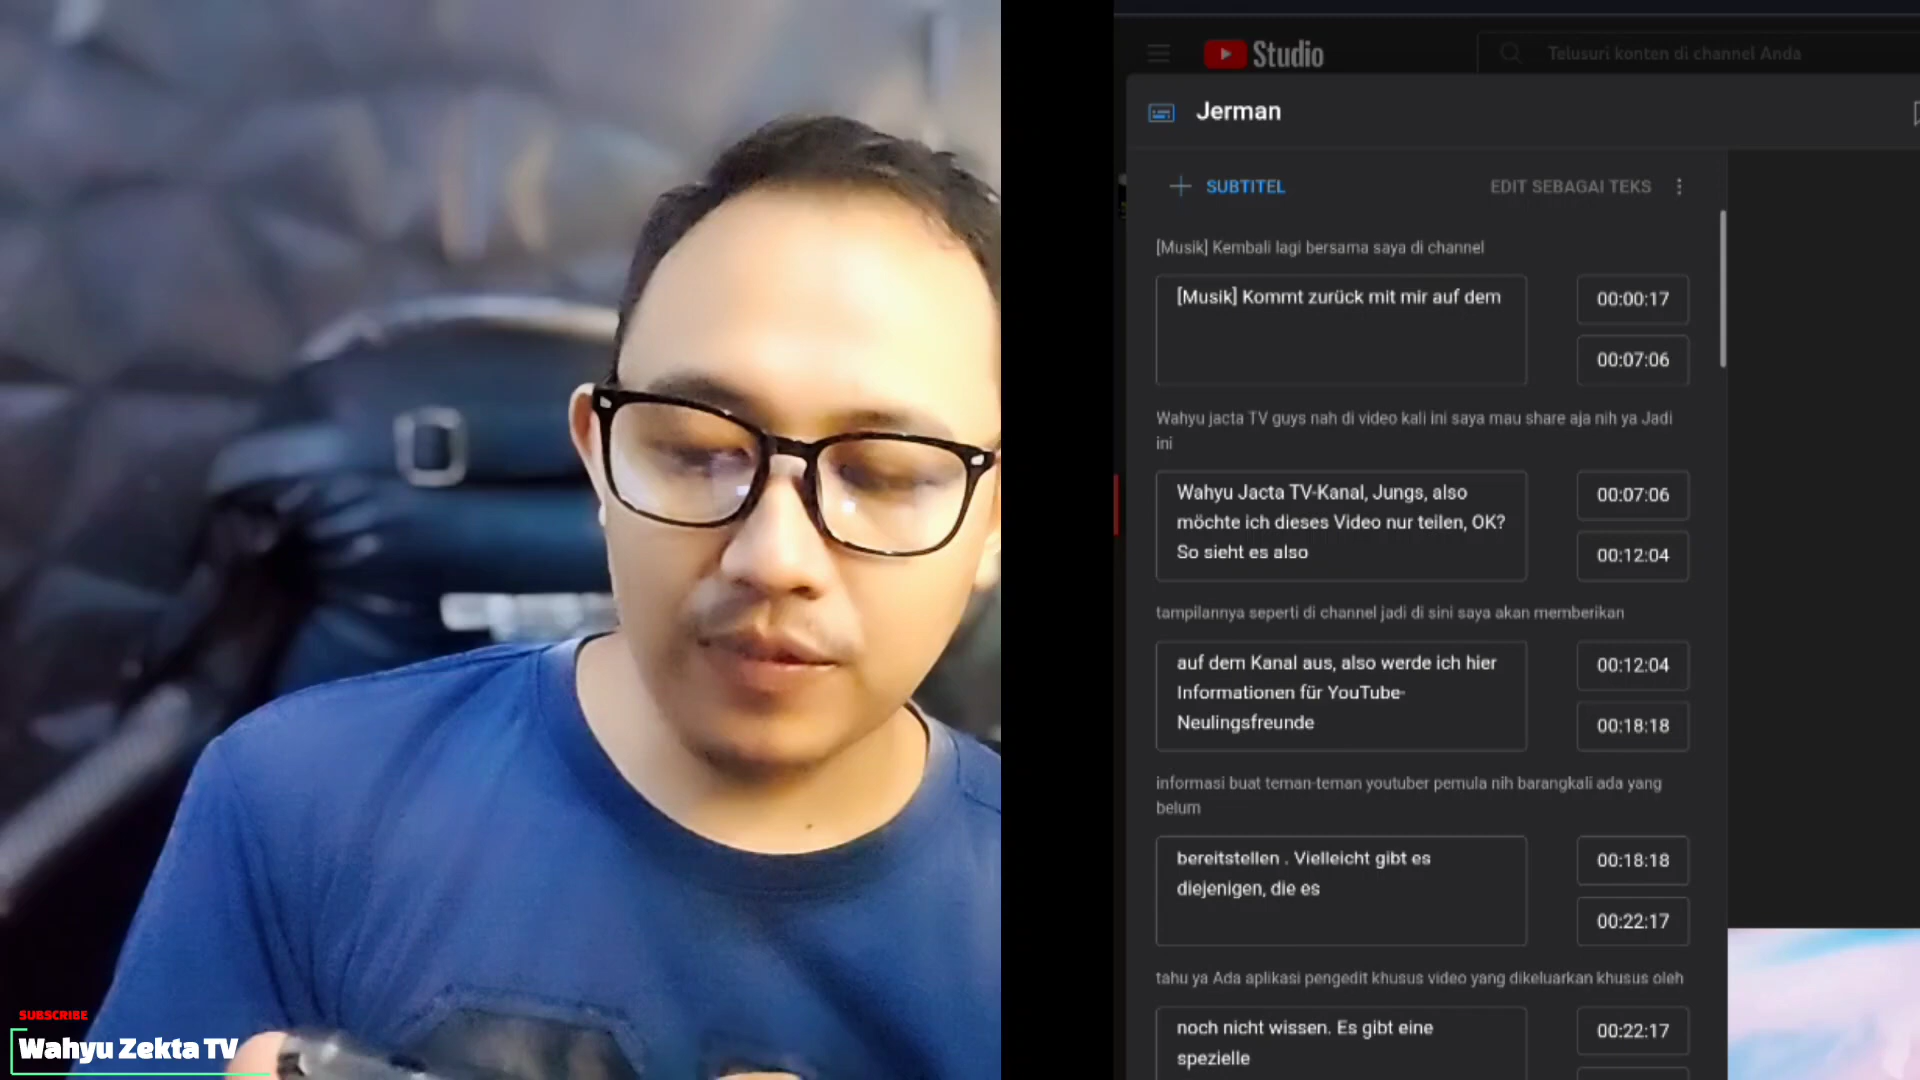 SUBSCRIBE
Wahyu Zekta TV
Studio
Telusuri konten di channel Anda
Jerman
SUBTITEL
EDIT SEBAGAI TEKS
[Musik] Kembali lagi bersama saya di channel
[Musik] Kommt zurück mit mir auf dem
00:00:17
00:07:06
Wahyu jacta TV guys nah di video kali ini saya mau share aja nih ya Jadi
ini
Wahyu Jacta TV-Kanal, Jungs, also
möchte ich dieses Video nur teilen, OK?
So sieht es also
00:07:06
00:12:04
tampilannya seperti di channel jadi di sini saya akan memberikan
auf dem Kanal aus, also werde ich hier
Informationen für YouTube-
Neulingsfreunde
00:12:04
00:18:18
informasi buat teman-teman youtuber pemula nih barangkali ada yang
belum
bereitstellen . Vielleicht gibt es
diejenigen, die es
00:18:18
00:22:17
tahu ya Ada aplikasi pengedit khusus video yang dikeluarkan khusus oleh
noch nicht wissen. Es gibt eine
spezielle
00:22:17